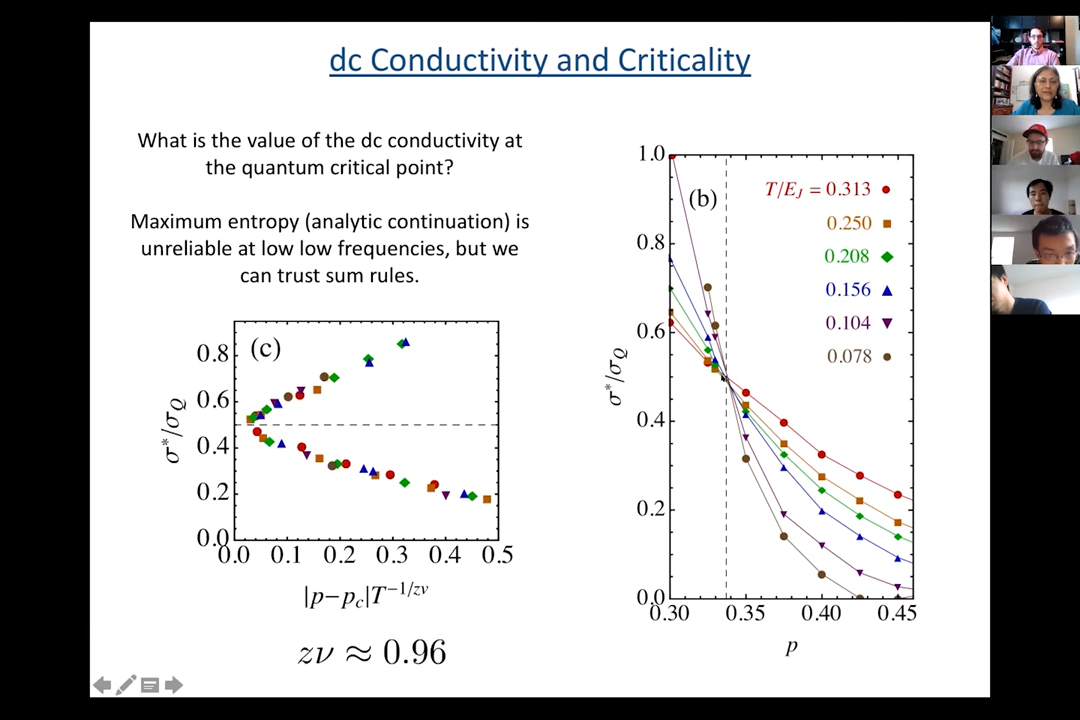 dc Conductivity and Criticality
What is the value of the dc conductivity at
the quantum critical point?
Maximum entropy (analytic continuation) is
unreliable at low low frequencies, but we
can trust sum rules.
(c)
0.8
0.6
0.4
0.2
0.0
σ*/σQ
0.0 0.1 0.2 0.3 0.4 0.5
|p−pc|T−1/zν
zν ≈ 0.96
(b)
T/EJ = 0.313
0.250
0.208
0.156
0.104
0.078
1.0
0.8
0.6
0.4
0.2
0.0
σ*/σQ
0.30 0.35 0.40 0.45
p